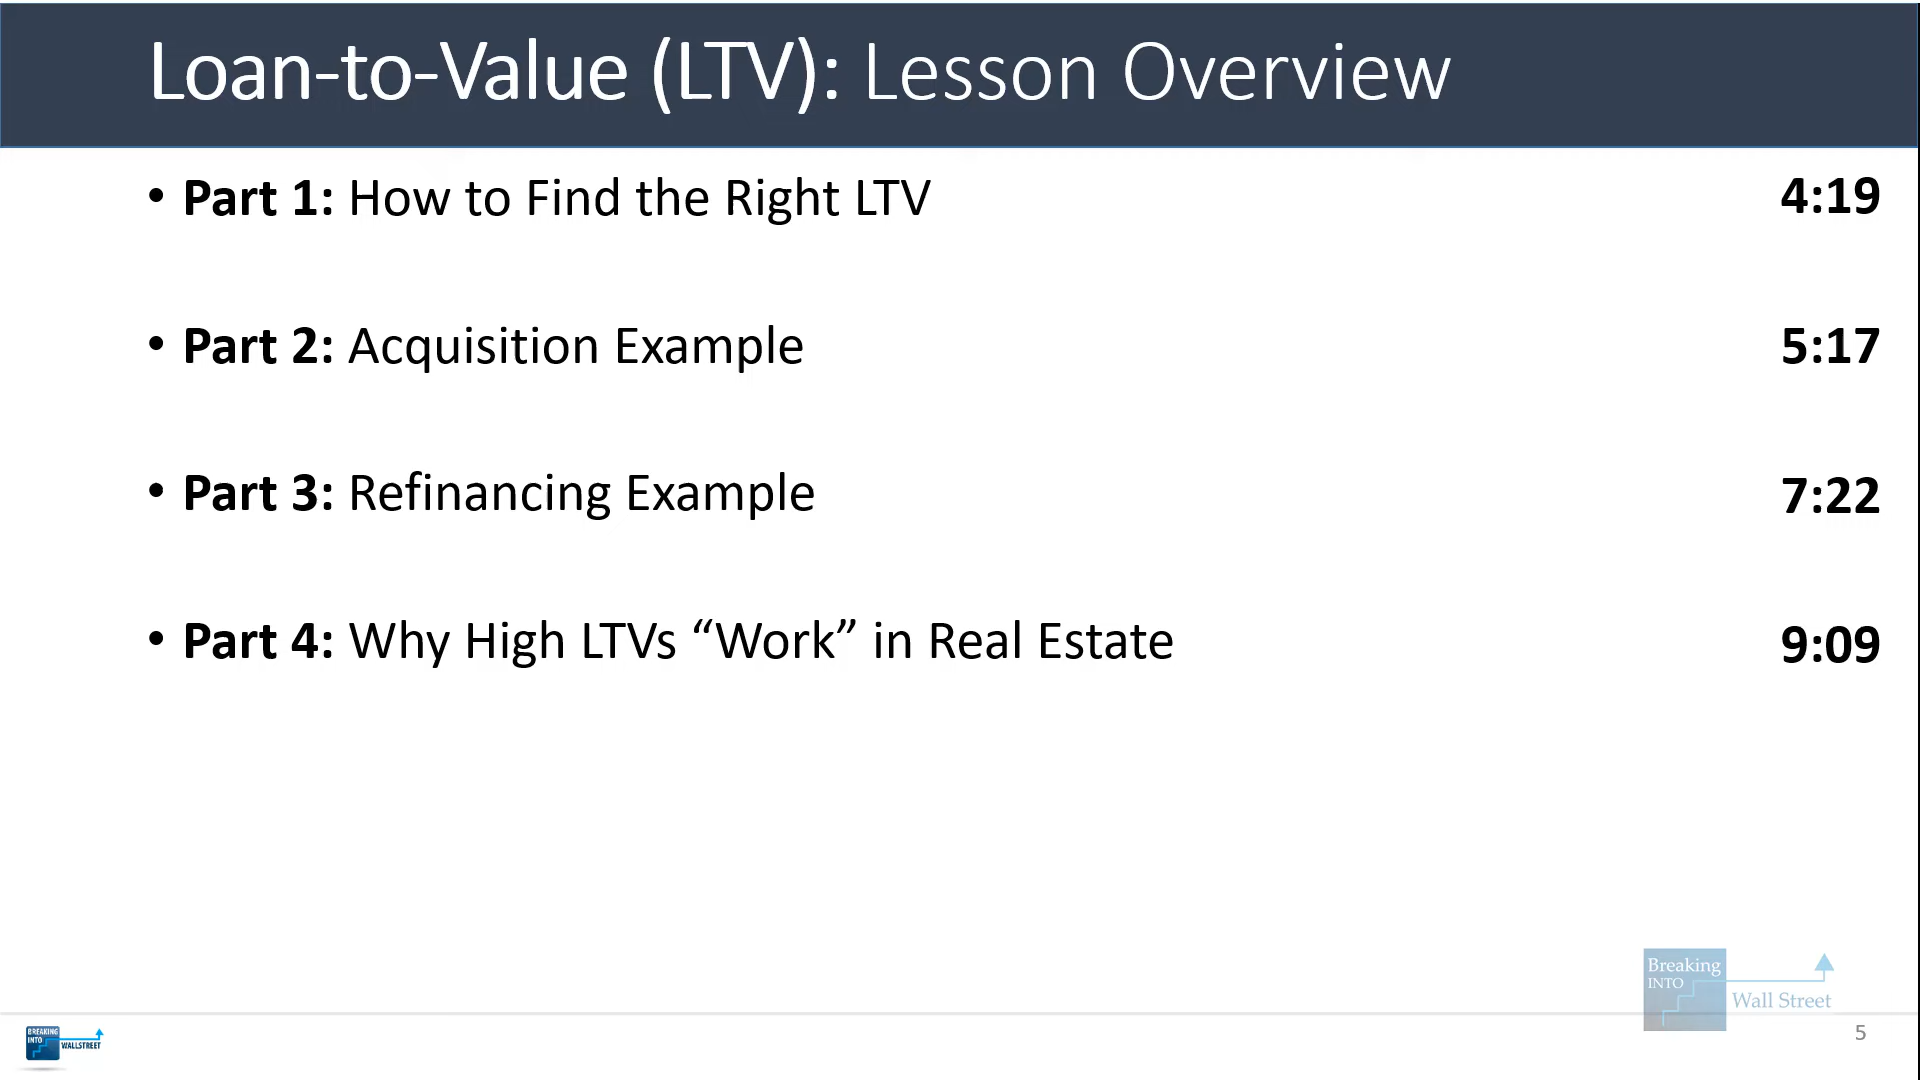 Loan-to-Value (LTV): Lesson Overview
• Part 1: How to Find the Right LTV 4:19
• Part 2: Acquisition Example 5:17
• Part 3: Refinancing Example 7:22
• Part 4: Why High LTVs “Work” in Real Estate 9:09
Breaking
INTO
Wall Street
BREAKING
INTO
WALLSTREET
5